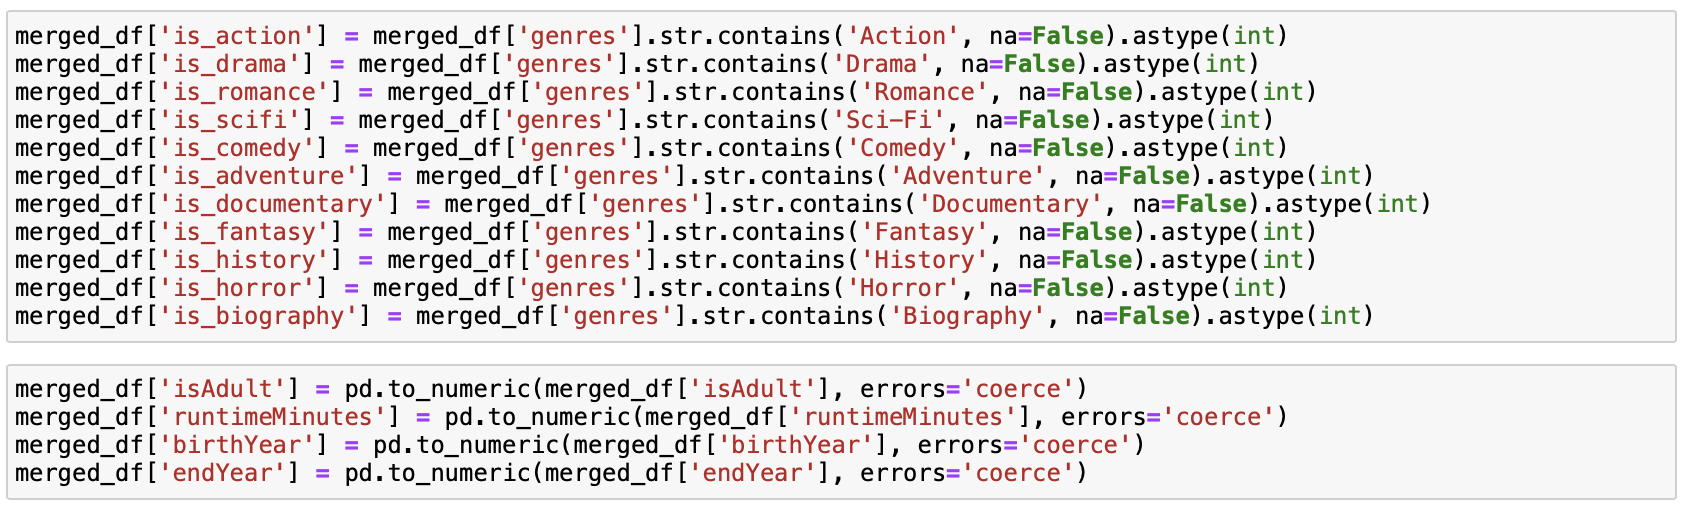 merged_df['is_action'] = merged_df['genres'].str.contains('Action', na=False).astype(int)
merged_df['is_drama'] = merged_df['genres'].str.contains('Drama', na=False).astype(int)
merged_df['is_romance'] = merged_df['genres'].str.contains('Romance', na=False).astype(int)
merged_df['is_scifi'] = merged_df['genres'].str.contains('Sci-Fi', na=False).astype(int)
merged_df['is_comedy'] = merged_df['genres'].str.contains('Comedy', na=False).astype(int)
merged_df['is_adventure'] = merged_df['genres'].str.contains('Adventure', na=False).astype(int)
merged_df['is_documentary'] = merged_df['genres'].str.contains('Documentary', na=False).astype(int)
merged_df['is_fantasy'] = merged_df['genres'].str.contains('Fantasy', na=False).astype(int)
merged_df['is_history'] = merged_df['genres'].str.contains('History', na=False).astype(int)
merged_df['is_horror'] = merged_df['genres'].str.contains('Horror', na=False).astype(int)
merged_df['is_biography'] = merged_df['genres'].str.contains('Biography', na=False).astype(int)
merged_df['isAdult'] = pd.to_numeric(merged_df['isAdult'], errors='coerce')
merged_df['runtimeMinutes'] = pd.to_numeric(merged_df['runtimeMinutes'], errors='coerce')
merged_df['birthYear'] = pd.to_numeric(merged_df['birthYear'], errors='coerce')
merged_df['endYear'] = pd.to_numeric(merged_df['endYear'], errors='coerce')